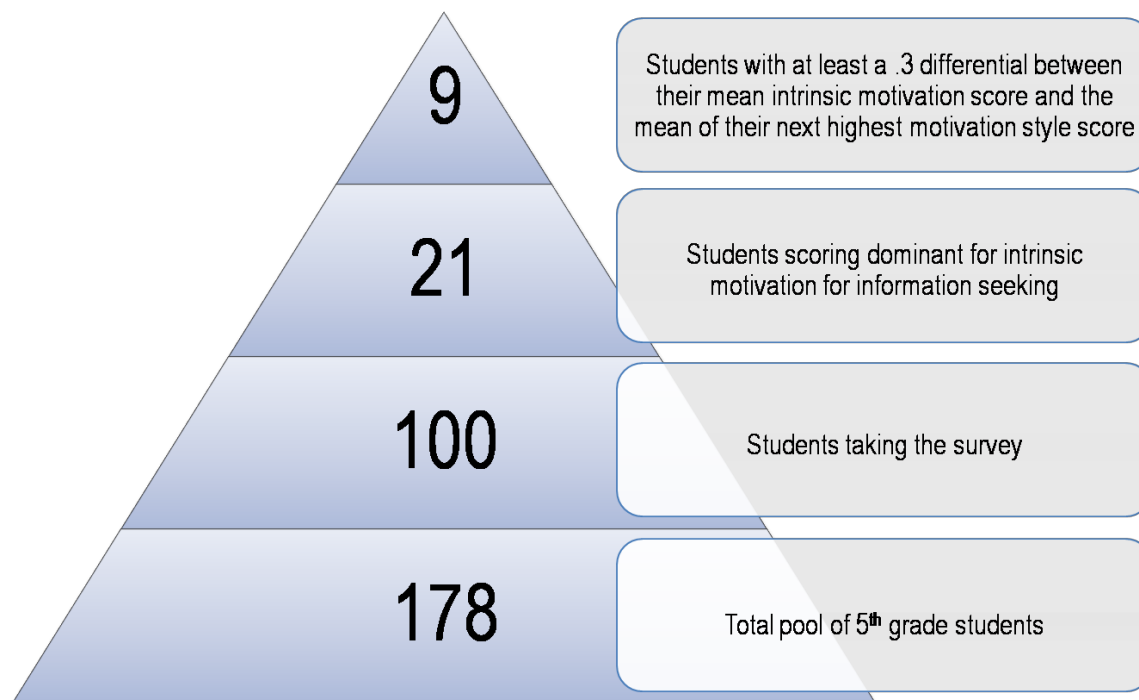 9
Students with at least a .3 differential between
their mean intrinsic motivation score and the
mean of their next highest motivation style score
21
Students scoring dominant for intrinsic
motivation for information seeking
100
Students taking the survey
178
Total pool of 5th grade students